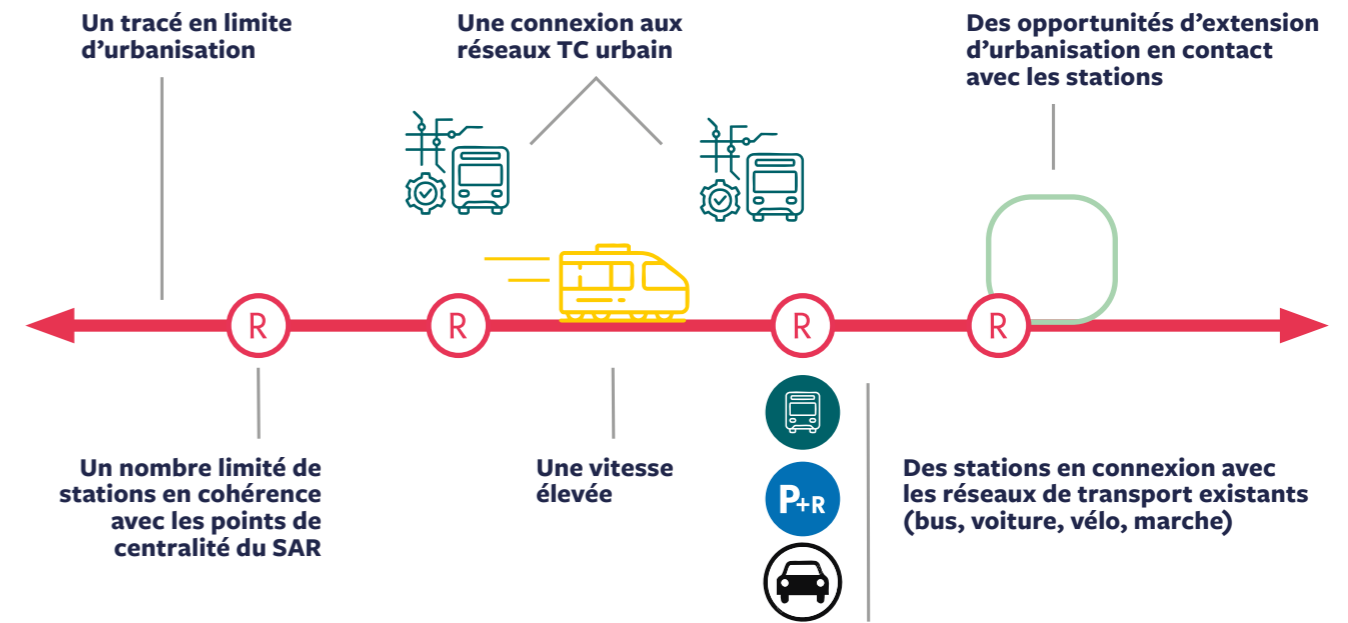 Un tracé en limite
d’urbanisation
Une connexion aux
réseaux TC urbain
Des opportunités d’extension
d’urbanisation en contact
avec les stations
R
R
R
R
Un nombre limité de
stations en cohérence
avec les points de
centralité du SAR
Une vitesse
élevée
P+R
Des stations en connexion avec
les réseaux de transport existants
(bus, voiture, vélo, marche)